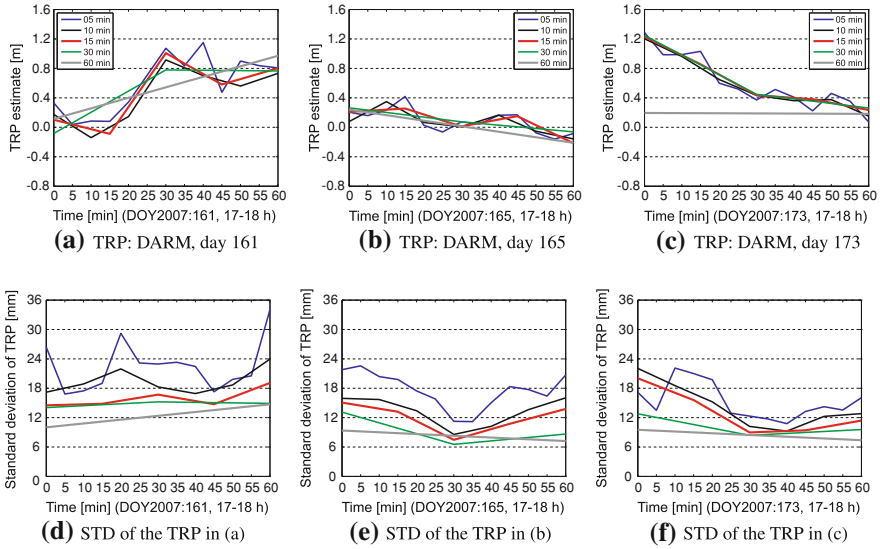 1.6
1.2
0.8
0.4
0.0
-0.4
-0.8
TRP estimate [m]
05 min
10 min
15 min
30 min
60 min
0 5 10 15 20 25 30 35 40 45 50 55 60
Time [min] (DOY2007:161, 17-18 h)
(a) TRP: DARM, day 161
1.6
1.2
0.8
0.4
0.0
-0.4
-0.8
TRP estimate [m]
05 min
10 min
15 min
30 min
60 min
0 5 10 15 20 25 30 35 40 45 50 55 60
Time [min] (DOY2007:165, 17-18 h)
(b) TRP: DARM, day 165
1.6
1.2
0.8
0.4
0.0
-0.4
-0.8
TRP estimate [m]
05 min
10 min
15 min
30 min
60 min
0 5 10 15 20 25 30 35 40 45 50 55 60
Time [min] (DOY2007:173, 17-18 h)
(c) TRP: DARM, day 173
36
30
24
18
12
6
0
Standard deviation of TRP [mm]
0 5 10 15 20 25 30 35 40 45 50 55 60
Time [min] (DOY2007:161, 17-18 h)
(d) STD of the TRP in (a)
36
30
24
18
12
6
0
Standard deviation of TRP [mm]
0 5 10 15 20 25 30 35 40 45 50 55 60
Time [min] (DOY2007:165, 17-18 h)
(e) STD of the TRP in (b)
36
30
24
18
12
6
0
Standard deviation of TRP [mm]
0 5 10 15 20 25 30 35 40 45 50 55 60
Time [min] (DOY2007:173, 17-18 h)
(f) STD of the TRP in (c)